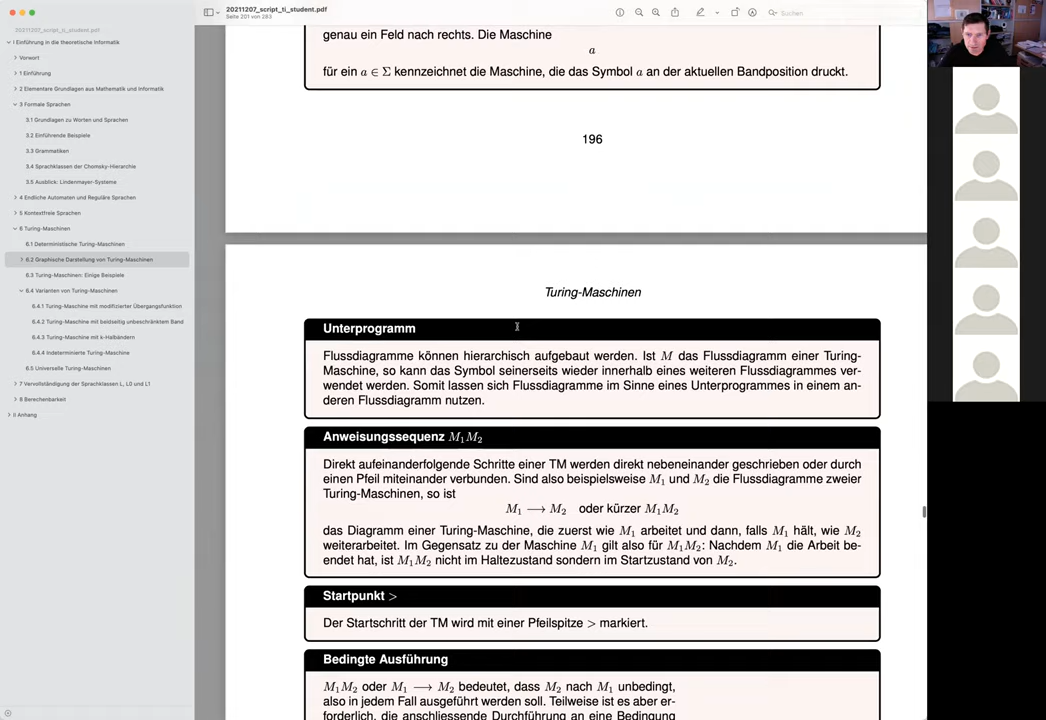 20211207_script_ti_student.pdf
Seite 201 von 283
Suchen
20211207_script_ti_student.pdf
I Einführung in die theoretische Informatik
Vorwort
1 Einführung
2 Elementare Grundlagen aus Mathematik und Informatik
3 Formale Sprachen
3.1 Grundlagen zu Worten und Sprachen
3.2 Einführende Beispiele
3.3 Grammatiken
3.4 Sprachklassen der Chomsky-Hierarchie
3.5 Ausblick: Lindenmayer-Systeme
4 Endliche Automaten und Reguläre Sprachen
5 Kontextfreie Sprachen
6 Turing-Maschinen
6.1 Deterministische Turing-Maschinen
6.2 Graphische Darstellung von Turing-Maschinen
6.3 Turing-Maschinen: Einige Beispiele
6.4 Varianten von Turing-Maschinen
6.4.1 Turing-Maschine mit modifizierter Übergangsfunktion
6.4.2 Turing-Maschine mit beidseitig unbeschränktem Band
6.4.3 Turing-Maschine mit k-Halbändern
6.4.4 Indeterminierte Turing-Maschine
6.5 Universelle Turing-Maschinen
7 Vervollständigung der Sprachklassen L, L0 und L1
8 Berechenbarkeit
II Anhang
genau ein Feld nach rechts. Die Maschine
a
für ein a ∈ Σ kennzeichnet die Maschine, die das Symbol a an der aktuellen Bandposition druckt.
196
Turing-Maschinen
Unterprogramm
Flussdiagramme können hierarchisch aufgebaut werden. Ist M das Flussdiagramm einer Turing-
Maschine, so kann das Symbol seinerseits wieder innerhalb eines weiteren Flussdiagrammes ver-
wendet werden. Somit lassen sich Flussdiagramme im Sinne eines Unterprogrammes in einem an-
deren Flussdiagramm nutzen.
Anweisungssequenz M₁M₂
Direkt aufeinanderfolgende Schritte einer TM werden direkt nebeneinander geschrieben oder durch
einen Pfeil miteinander verbunden. Sind also beispielsweise M₁ und M₂ die Flussdiagramme zweier
Turing-Maschinen, so ist
M₁ ⟶ M₂ oder kürzer M₁M₂
das Diagramm einer Turing-Maschine, die zuerst wie M₁ arbeitet und dann, falls M₁ hält, wie M₂
weiterarbeitet. Im Gegensatz zu der Maschine M₁ gilt also für M₁M₂: Nachdem M₁ die Arbeit be-
endet hat, ist M₁M₂ nicht im Haltezustand sondern im Startzustand von M₂.
Startpunkt >
Der Startschritt der TM wird mit einer Pfeilspitze > markiert.
Bedingte Ausführung
M₁M₂ oder M₁ ⟶ M₂ bedeutet, dass M₂ nach M₁ unbedingt,
also in jedem Fall ausgeführt werden soll. Teilweise ist es aber er-
forderlich, die anschliessende Durchführung an eine Bedingung